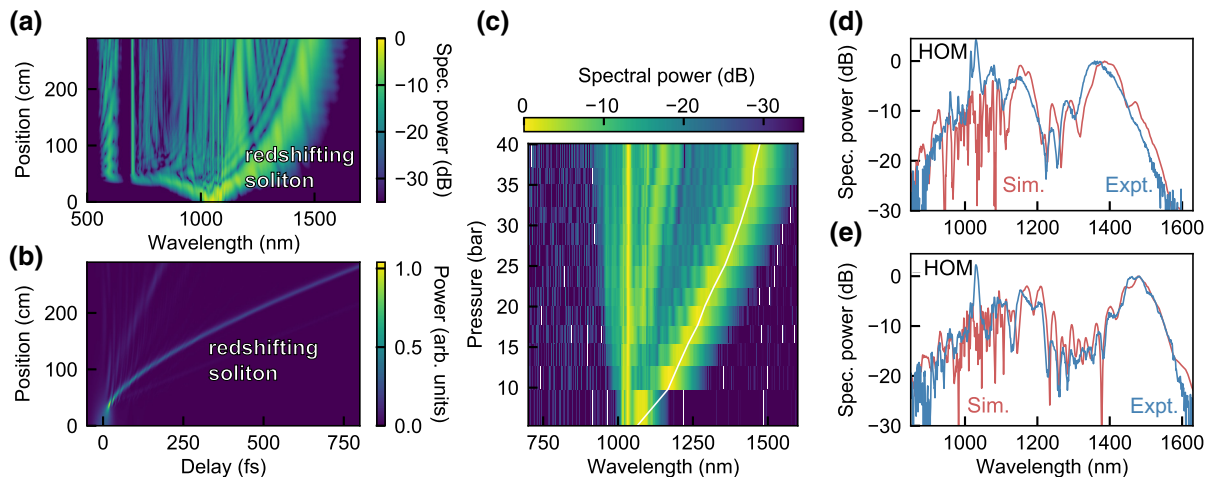 (a)
Position (cm)
200
100
0
500
1000
1500
Wavelength (nm)
redshifting
soliton
0
−10
−20
−30
Spec. power
(dB)
(b)
Position (cm)
200
100
0
0
250
500
750
Delay (fs)
redshifting
soliton
1.0
0.5
0.0
Power (arb. units)
(c)
Spectral power (dB)
0
−10
−20
−30
Pressure (bar)
40
35
30
25
20
15
10
750
1000
1250
1500
Wavelength (nm)
(d)
HOM
Spec. power (dB)
0
−10
−20
−30
Sim.
Expt.
1000
1200
1400
1600
(e)
HOM
Spec. power (dB)
0
−10
−20
−30
Sim.
Expt.
1000
1200
1400
1600
Wavelength (nm)